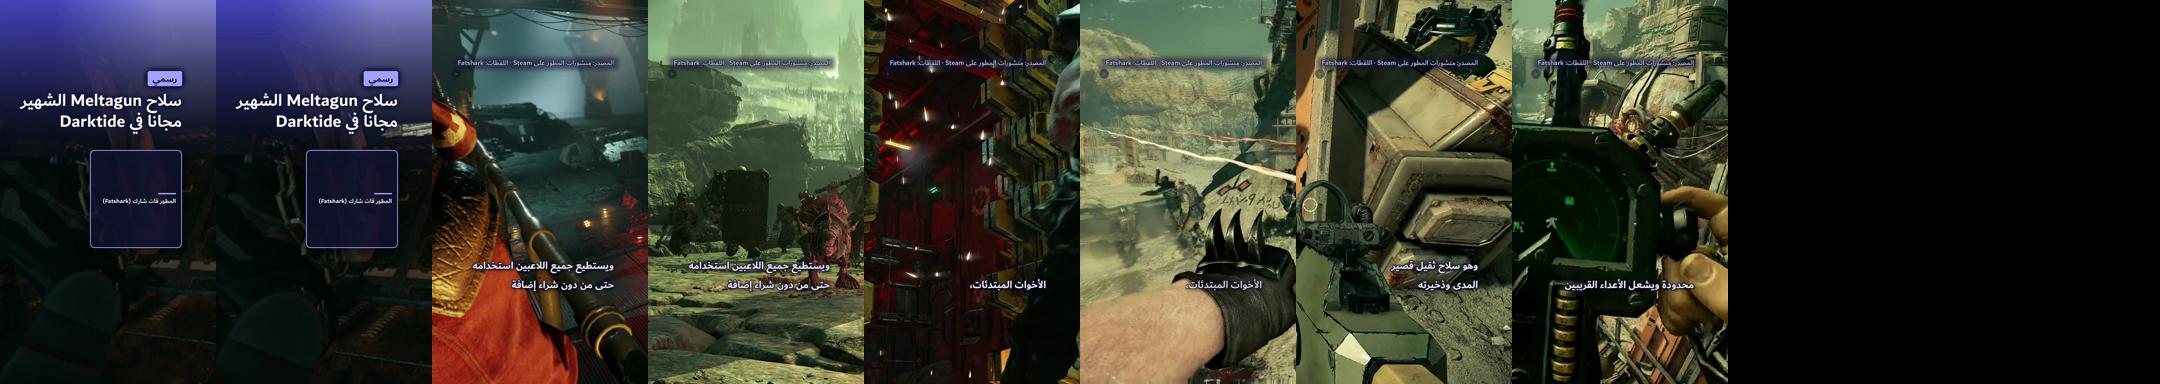 رسمي
سلاح Meltagun الشهير
مجانًا في Darktide
المطور فات شارك (Fatshark)
رسمي
سلاح Meltagun الشهير
مجانًا في Darktide
المطور فات شارك (Fatshark)
المصدر: منشورات المطور على Steam · اللقطات: Fatshark
ويستطيع جميع اللاعبين استخدامه
حتى من دون شراء إضافة
المصدر: منشورات المطور على Steam · اللقطات: Fatshark
ويستطيع جميع اللاعبين استخدامه
حتى من دون شراء إضافة
المصدر: منشورات المطور على Steam · اللقطات: Fatshark
الأخوات المبتدئات،
المصدر: منشورات المطور على Steam · اللقطات: Fatshark
الأخوات المبتدئات،
المصدر: منشورات المطور على Steam · اللقطات: Fatshark
وهو سلاح ثقيل قصير
المدى وذخيرته
المصدر: منشورات المطور على Steam · اللقطات: Fatshark
محدودة ويشعل الأعداء القريبين